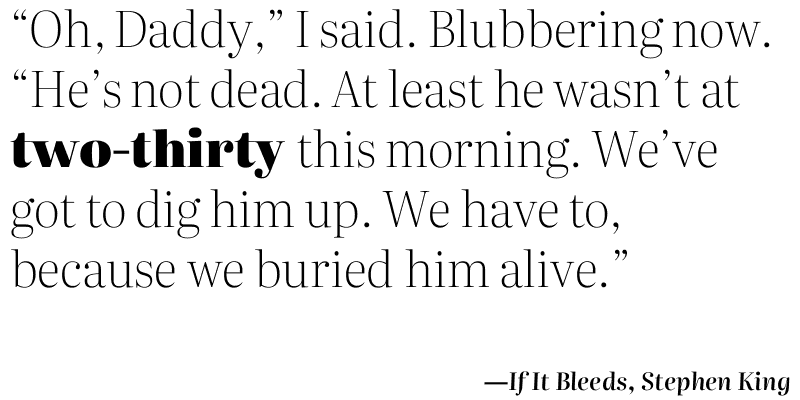 “Oh, Daddy,” I said. Blubbering now.
“He’s not dead. At least he wasn’t at
two-thirty this morning. We’ve
got to dig him up. We have to,
because we buried him alive.”
—If It Bleeds, Stephen King